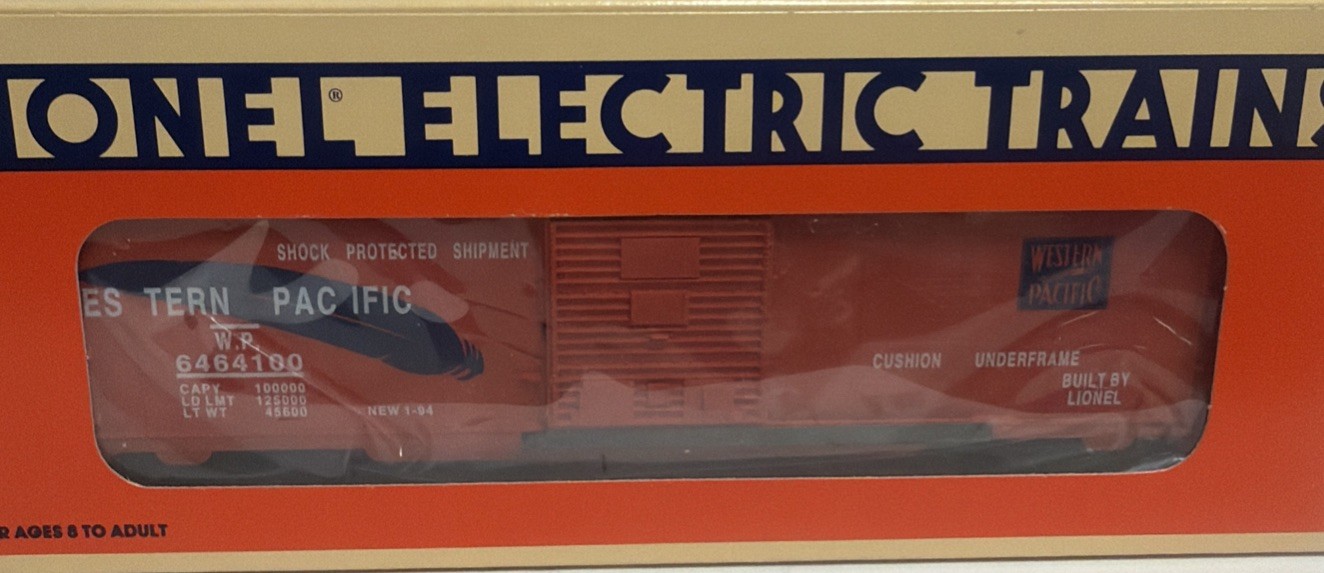 IONEL® ELECTRIC TRAINS
SHOCK PROTECTED SHIPMENT
ES TERN PAC IFIC
W.P.
6464100
CAPY 100000
LD LMT 125000
LT WT 45600
NEW 1-94
WESTERN
PACIFIC
CUSHION UNDERFRAME
BUILT BY
LIONEL
R AGES 8 TO ADULT